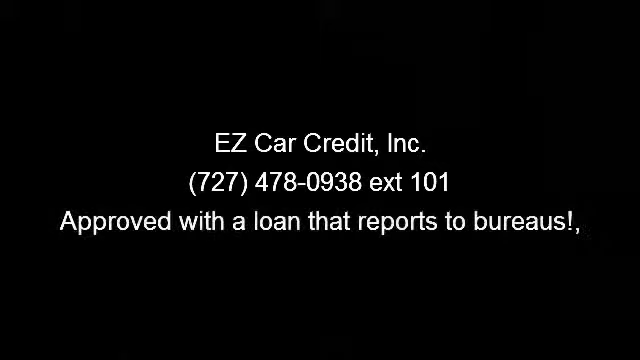 EZ Car Credit, Inc.
(727) 478-0938 ext 101
Approved with a loan that reports to bureaus!,